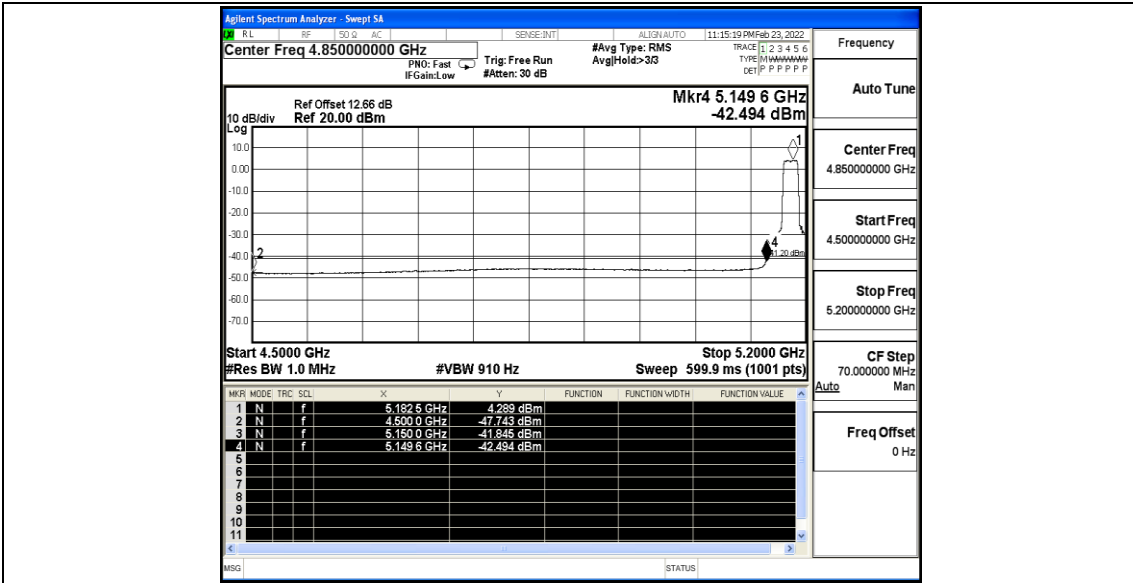 Agilent Spectrum Analyzer - Swept SA
RL RF 50 Ω AC SENSE:INT ALIGN AUTO 11:15:19 PM Feb 23, 2022
Center Freq 4.850000000 GHz
PNO: Fast
IFGain:Low
Trig: Free Run
#Atten: 30 dB
#Avg Type: RMS
Avg|Hold:>3/3
TRACE 1 2 3 4 5 6
TYPE M WWWWW
DET P P P P P P
Ref Offset 12.66 dB
10 dB/div Ref 20.00 dBm
Log
Mkr4 5.149 6 GHz
-42.494 dBm
10.0
0.00
-10.0
-20.0
-30.0
-40.0
-50.0
-60.0
-70.0
1
2
4
Start 4.5000 GHz Stop 5.2000 GHz
#Res BW 1.0 MHz #VBW 910 Hz Sweep 599.9 ms (1001 pts)
MKR MODE TRC SCL X Y FUNCTION FUNCTION WIDTH FUNCTION VALUE
1 N f 5.182 5 GHz 4.289 dBm
2 N f 4.500 0 GHz -47.743 dBm
3 N f 5.150 0 GHz -41.845 dBm
4 N f 5.149 6 GHz -42.494 dBm
5
6
7
8
9
10
11
MSG STATUS
Frequency
Auto Tune
Center Freq
4.850000000 GHz
Start Freq
4.500000000 GHz
Stop Freq
5.200000000 GHz
CF Step
70.000000 MHz
Auto Man
Freq Offset
0 Hz